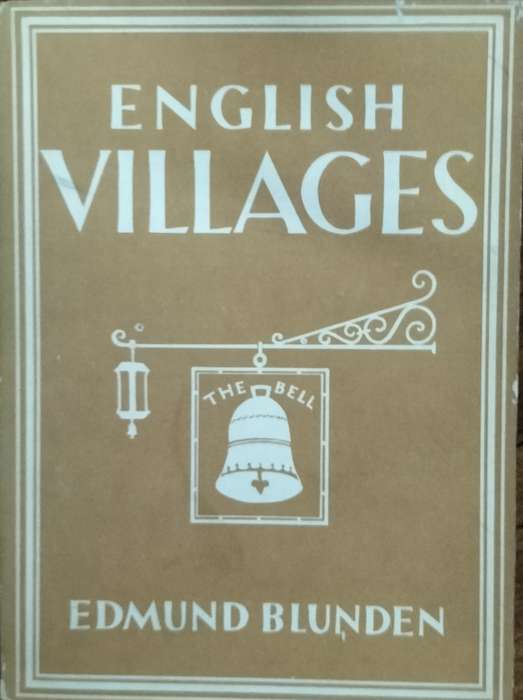 ENGLISH
VILLAGES
THE BELL
EDMUND BLUNDEN